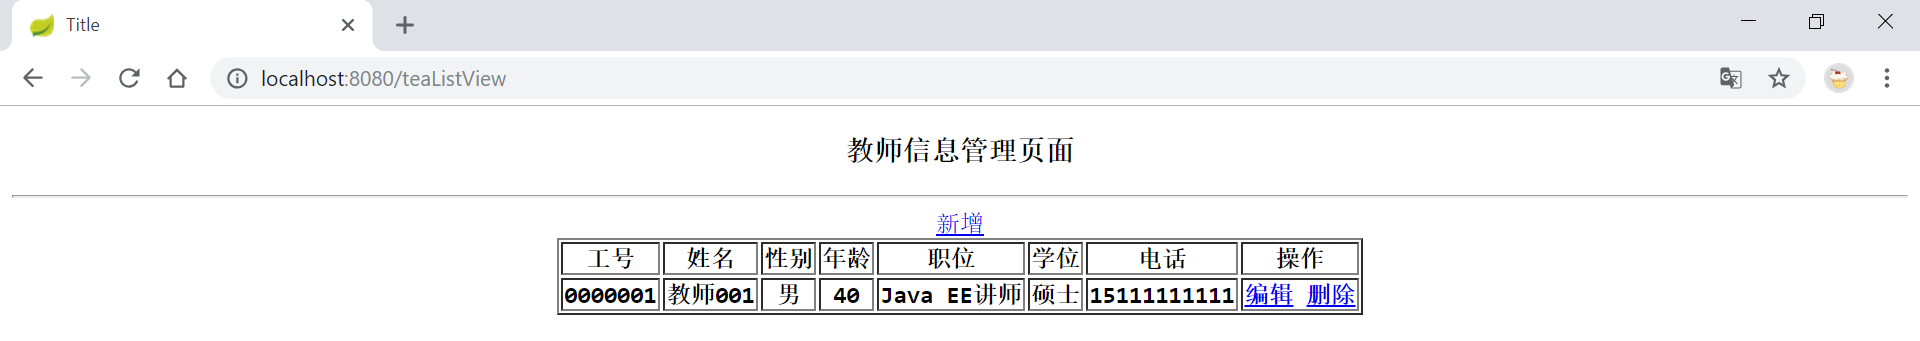 Title
localhost:8080/teaListView
教师信息管理页面
新增
工号 姓名 性别 年龄 职位 学位 电话 操作
0000001 教师001 男 40 Java EE讲师 硕士 15111111111 编辑 删除